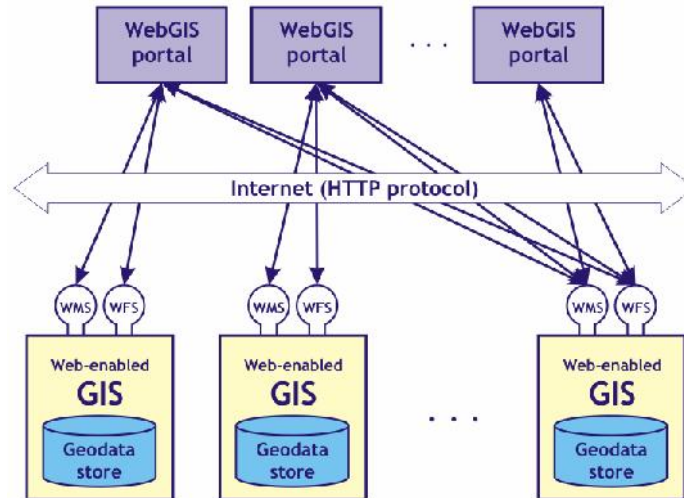 WebGIS
portal
WebGIS
portal
. . .
WebGIS
portal
Internet (HTTP protocol)
WMS
WFS
WMS
WFS
WMS
WFS
Web-enabled
GIS
Geodata
store
Web-enabled
GIS
Geodata
store
. . .
Web-enabled
GIS
Geodata
store